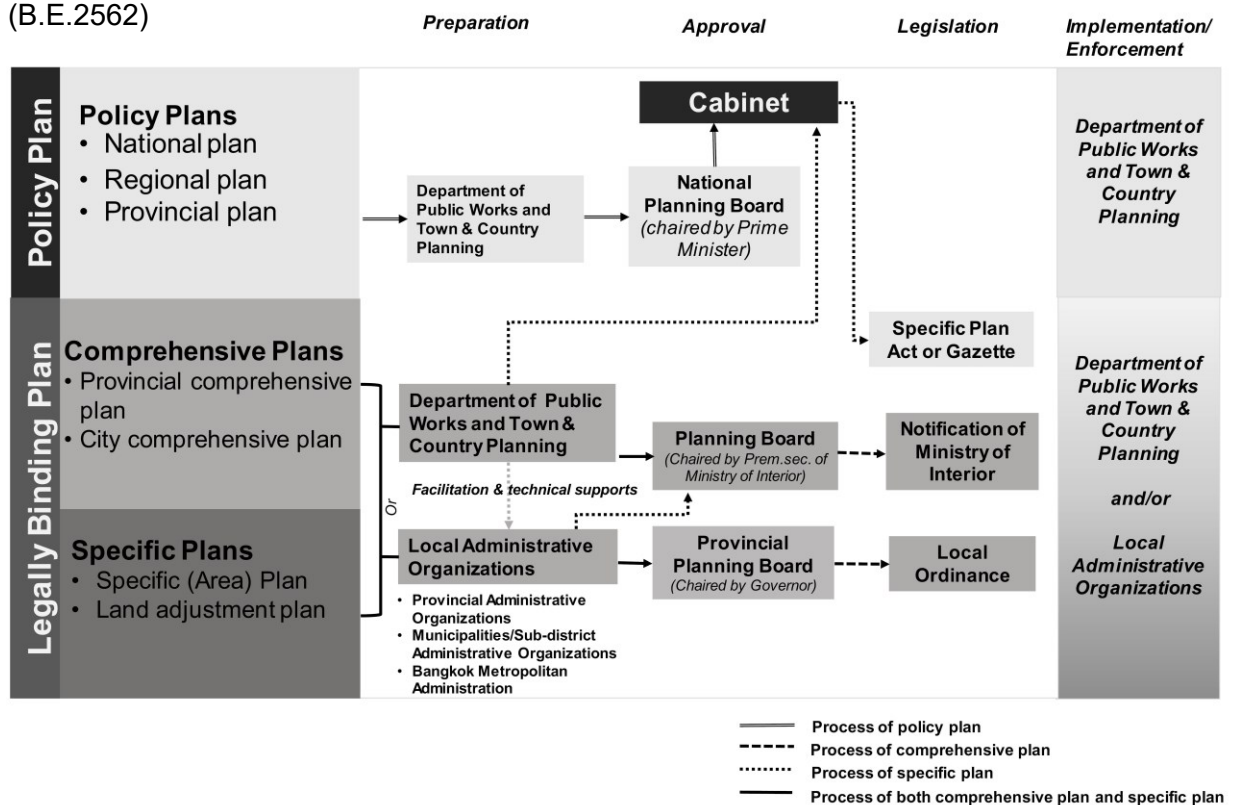 (B.E.2562)
Preparation
Approval
Legislation
Implementation/
Enforcement
Policy Plan
Policy Plans
• National plan
• Regional plan
• Provincial plan
Department of
Public Works and
Town & Country
Planning
National
Planning Board
(chaired by Prime
Minister)
Cabinet
Department of
Public Works
and Town &
Country
Planning
Legally Binding Plan
Comprehensive Plans
• Provincial comprehensive
plan
• City comprehensive plan
Specific Plans
• Specific (Area) Plan
• Land adjustment plan
Or
Department of Public
Works and Town &
Country Planning
Facilitation & technical supports
Local Administrative
Organizations
• Provincial Administrative
Organizations
• Municipalities/Sub-district
Administrative Organizations
• Bangkok Metropolitan
Administration
Planning Board
(Chaired by Prem.sec. of
Ministry of Interior)
Provincial
Planning Board
(Chaired by Governor)
Specific Plan
Act or Gazette
Notification of
Ministry of
Interior
Local
Ordinance
Department of
Public Works
and Town &
Country
Planning
and/or
Local
Administrative
Organizations
Process of policy plan
Process of comprehensive plan
Process of specific plan
Process of both comprehensive plan and specific plan